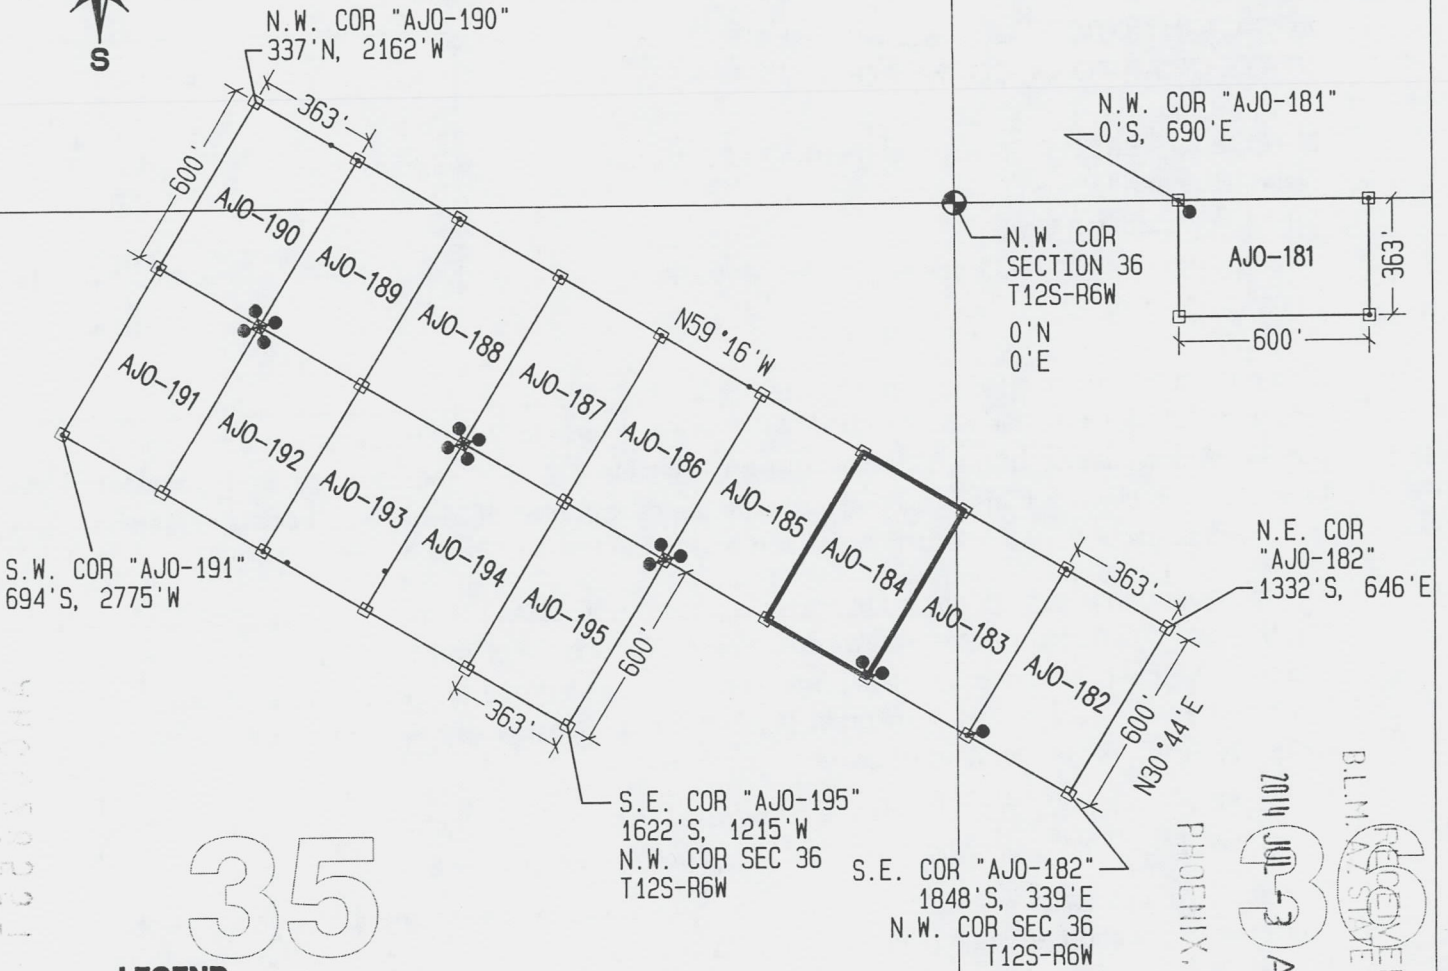 S
N.W. COR "AJO-190"
337'N, 2162'W
363'
600'
AJO-190
AJO-189
AJO-188
AJO-187
AJO-186
AJO-185
AJO-184
AJO-183
AJO-182
N59°16'W
AJO-191
AJO-192
AJO-193
AJO-194
AJO-195
N.W. COR "AJO-181"
0'S, 690'E
AJO-181
363'
600'
N.W. COR
SECTION 36
T12S-R6W
0'N
0'E
N.E. COR
"AJO-182"
1332'S, 646'E
363'
600'
N30°44'E
S.W. COR "AJO-191"
694'S, 2775'W
600'
363'
S.E. COR "AJO-195"
1622'S, 1215'W
N.W. COR SEC 36
T12S-R6W
S.E. COR "AJO-182"
1848'S, 339'E
N.W. COR SEC 36
T12S-R6W
35
36
RECEIVED
B.L.M. AZ. STATE
2014 JUL -3 A
PHOENIX,
LEGEND